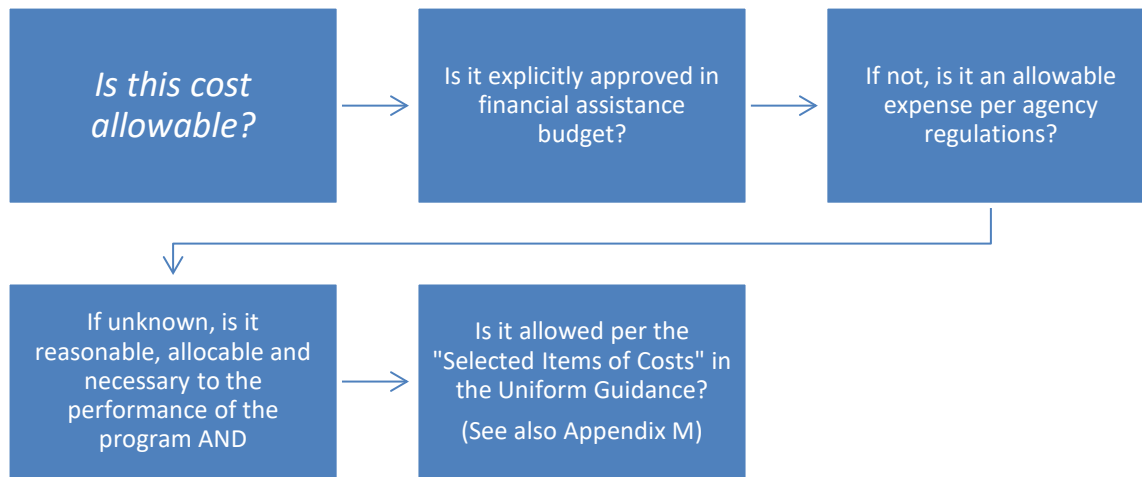 Is this cost
allowable?
Is it explicitly approved in
financial assistance
budget?
If not, is it an allowable
expense per agency
regulations?
If unknown, is it
reasonable, allocable and
necessary to the
performance of the
program AND
Is it allowed per the
"Selected Items of Costs" in
the Uniform Guidance?
(See also Appendix M)